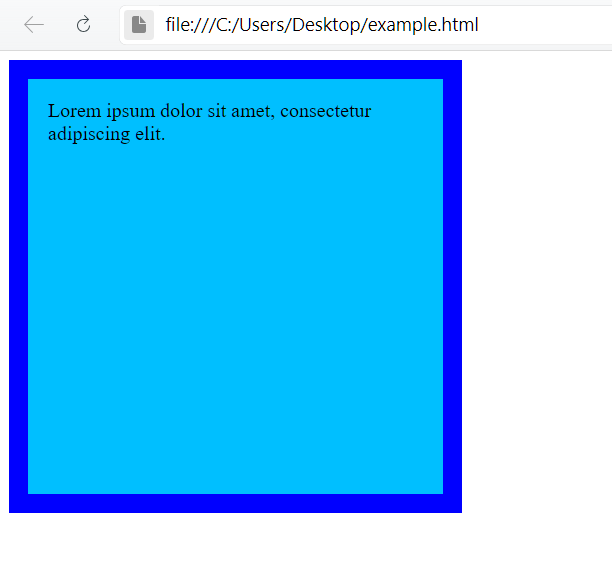 file:///C:/Users/Desktop/example.html
Lorem ipsum dolor sit amet, consectetur
adipiscing elit.